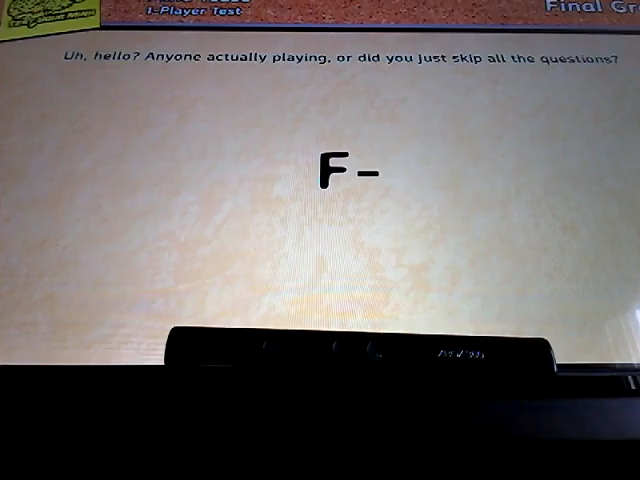 1-Player Test
Final Gr
Uh, hello? Anyone actually playing, or did you just skip all the questions?
F-